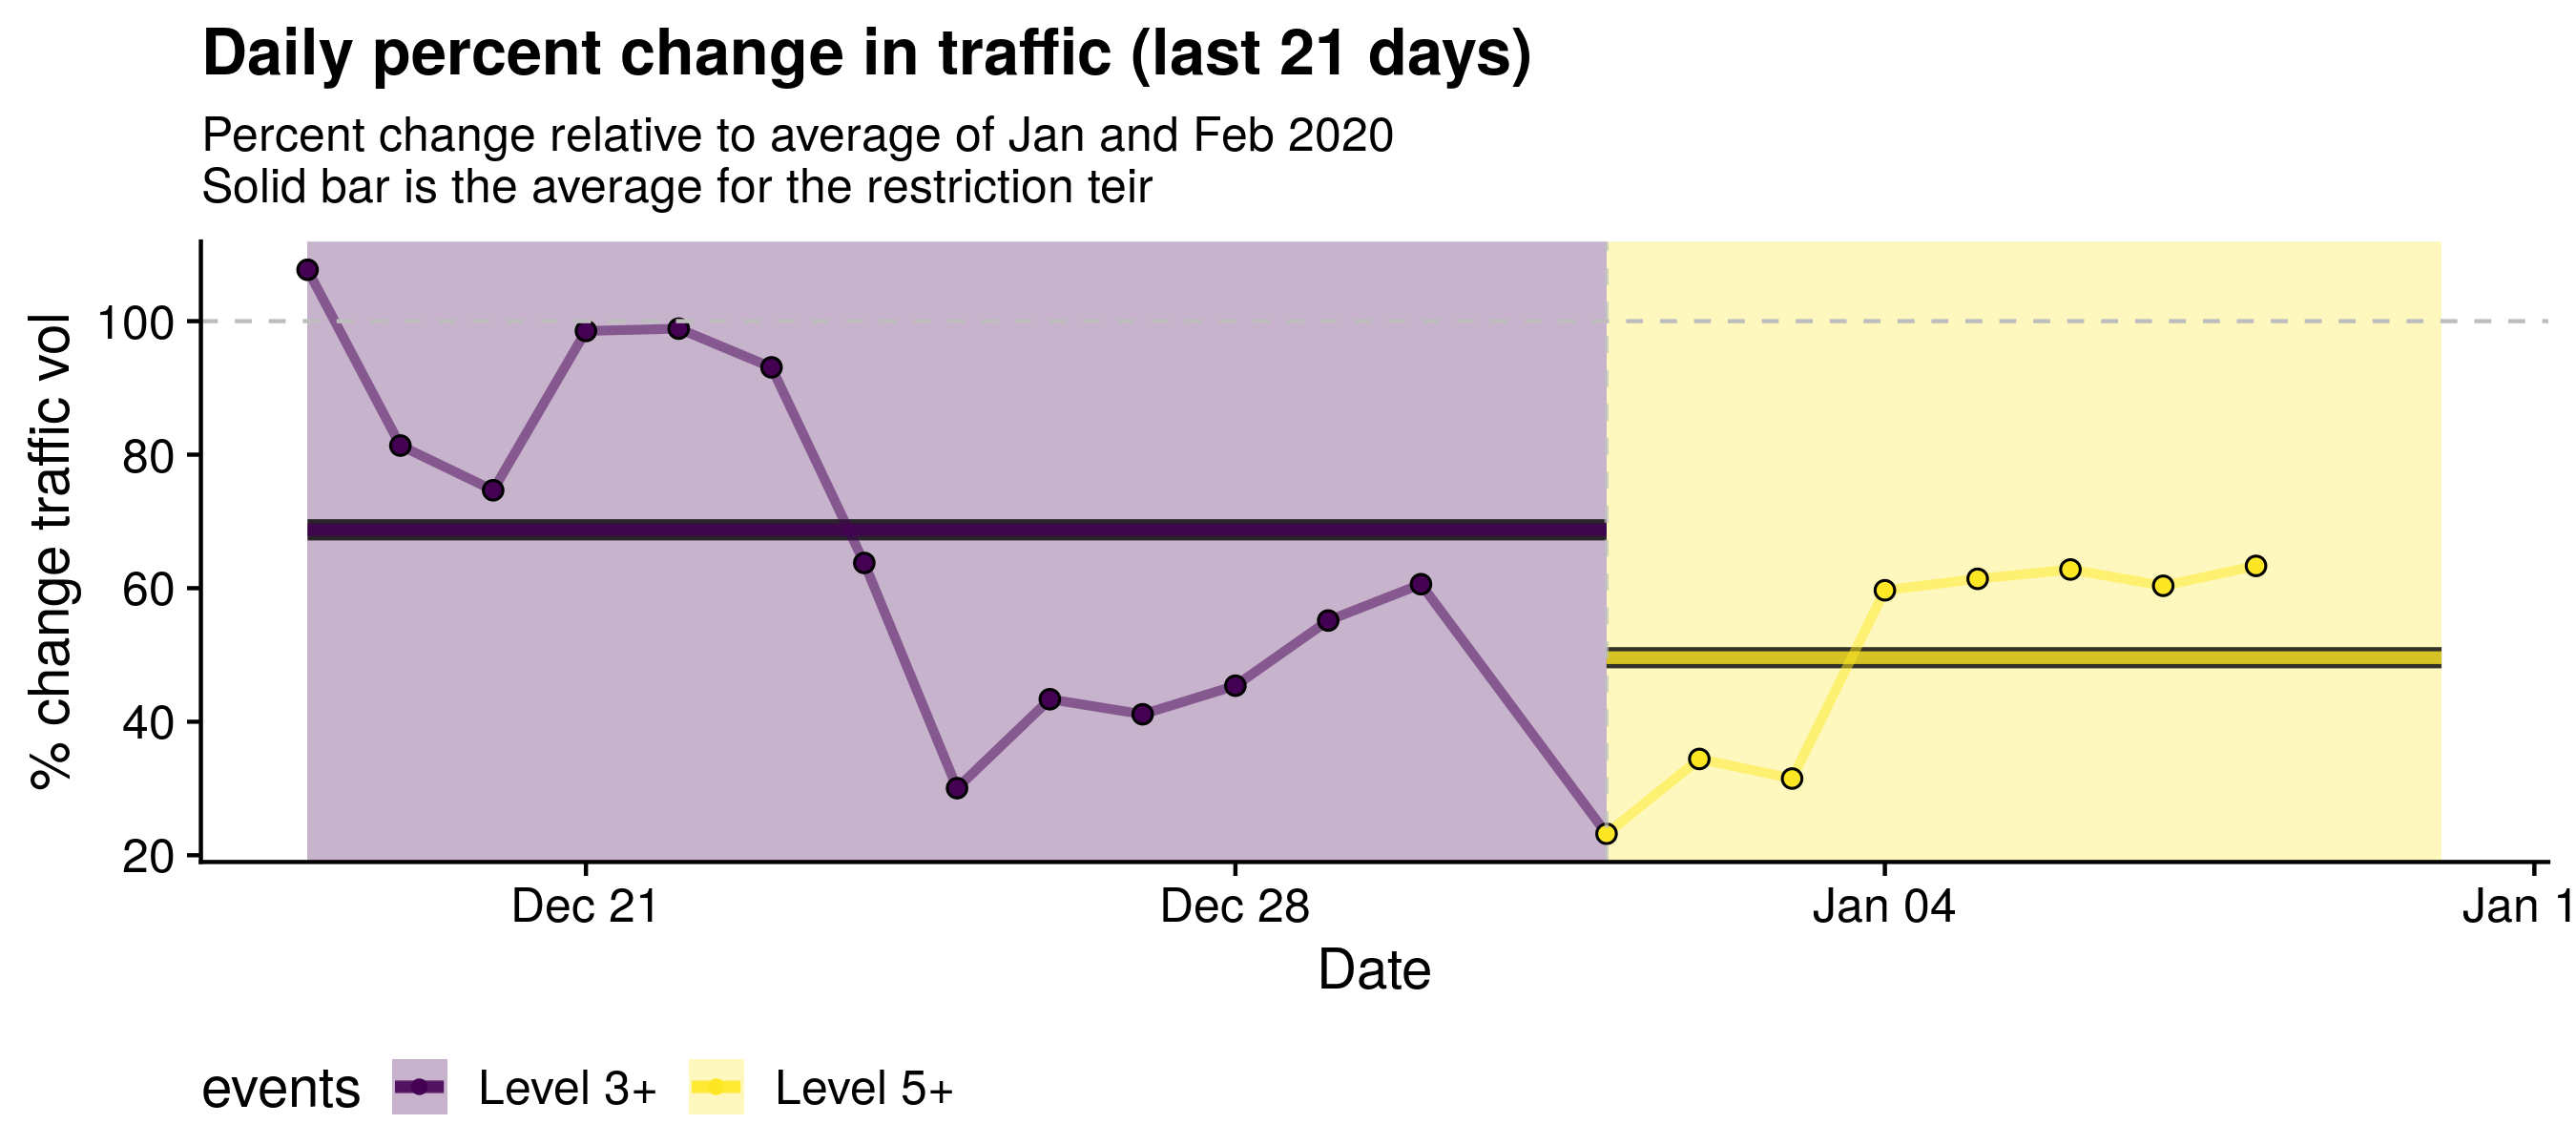 Daily percent change in traffic (last 21 days)
Percent change relative to average of Jan and Feb 2020
Solid bar is the average for the restriction teir
% change traffic vol
100
80
60
40
20
Dec 21
Dec 28
Jan 04
Jan 1
Date
events
Level 3+
Level 5+